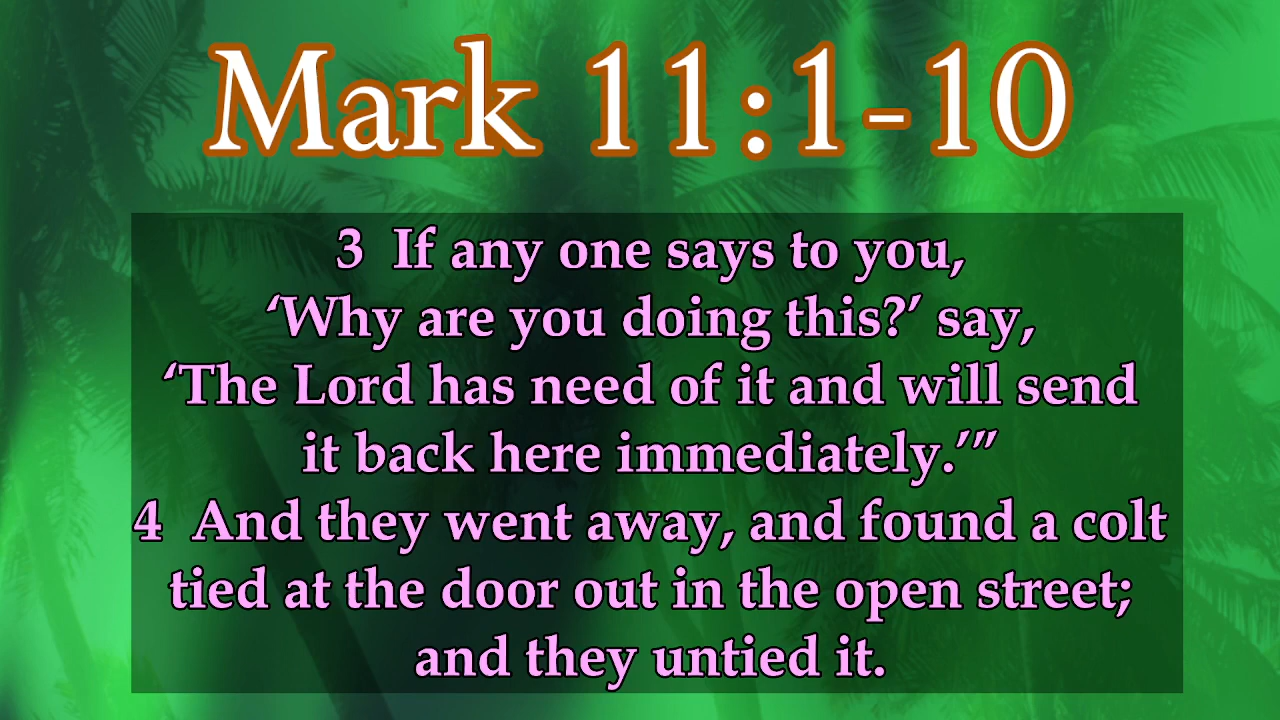 Mark 11:1-10
3  If any one says to you,
‘Why are you doing this?’ say,
‘The Lord has need of it and will send
it back here immediately.’”
4  And they went away, and found a colt
tied at the door out in the open street;
and they untied it.